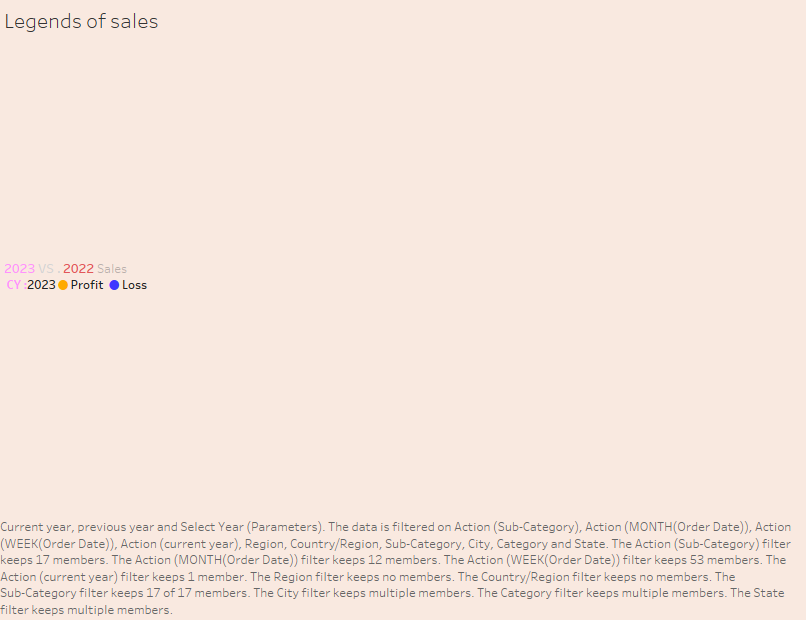 Legends of sales
2023 VS . 2022 Sales
CY :2023 Profit Loss
Current year, previous year and Select Year (Parameters). The data is filtered on Action (Sub-Category), Action (MONTH(Order Date)), Action
(WEEK(Order Date)), Action (current year), Region, Country/Region, Sub-Category, City, Category and State. The Action (Sub-Category) filter
keeps 17 members. The Action (MONTH(Order Date)) filter keeps 12 members. The Action (WEEK(Order Date)) filter keeps 53 members. The
Action (current year) filter keeps 1 member. The Region filter keeps no members. The Country/Region filter keeps no members. The
Sub-Category filter keeps 17 of 17 members. The City filter keeps multiple members. The Category filter keeps multiple members. The State
filter keeps multiple members.